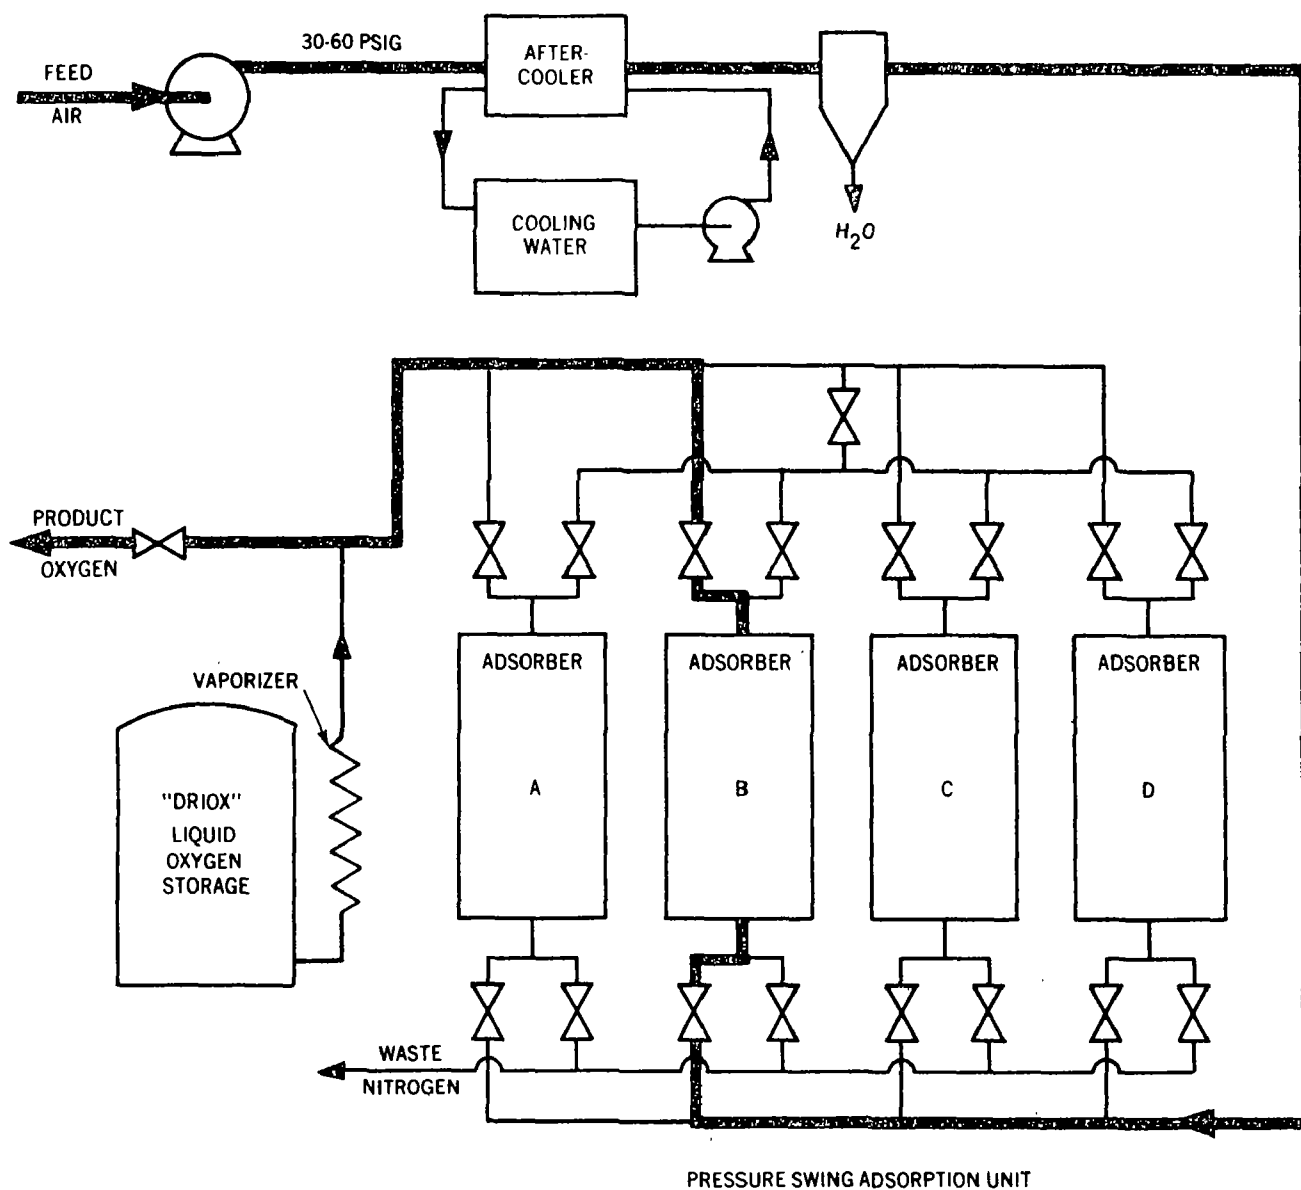 30-60 PSIG
FEED
AIR
AFTER-
COOLER
COOLING
WATER
H2O
PRODUCT
OXYGEN
VAPORIZER
"DRIOX"
LIQUID
OXYGEN
STORAGE
ADSORBER
A
ADSORBER
B
ADSORBER
C
ADSORBER
D
WASTE
NITROGEN
PRESSURE SWING ADSORPTION UNIT